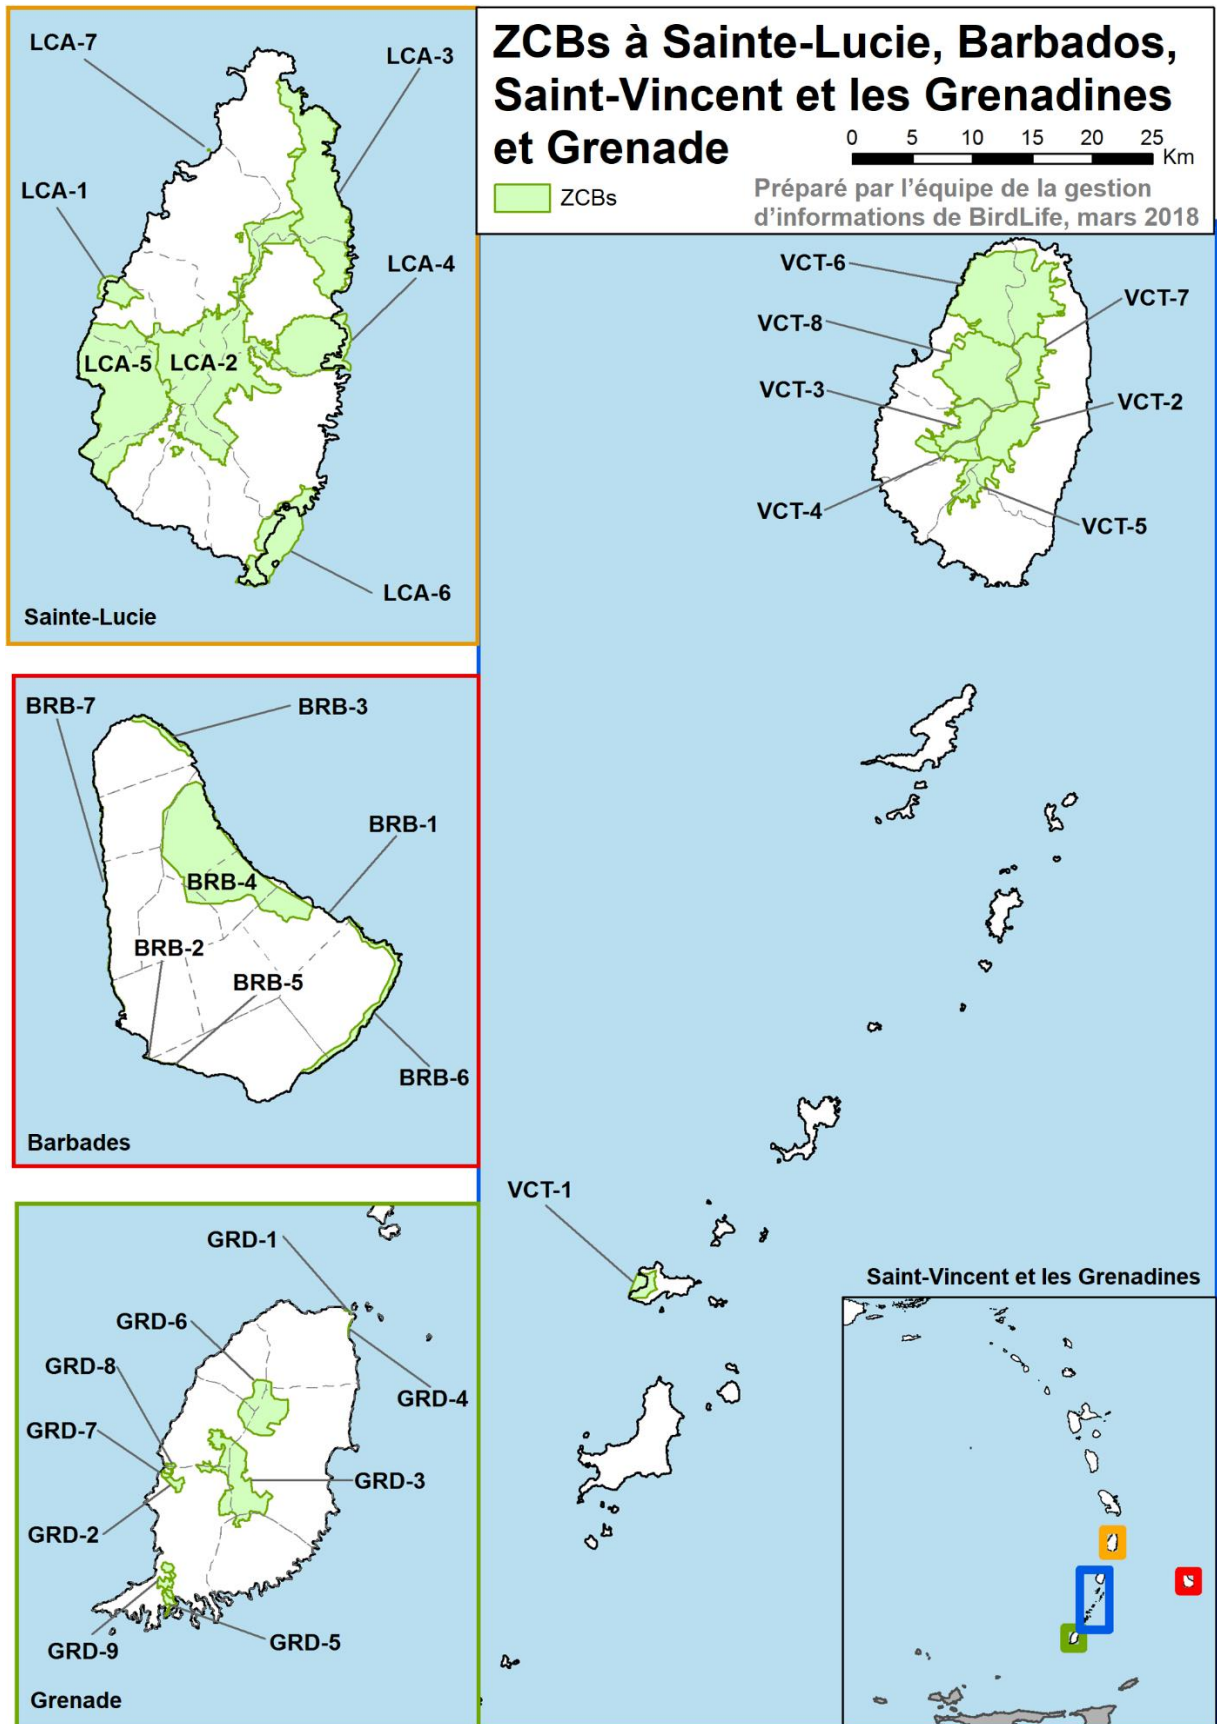 ZCBs à Sainte-Lucie, Barbados,
Saint-Vincent et les Grenadines
et Grenade
0 5 10 15 20 25
Km
ZCBs
Préparé par l'équipe de la gestion
d'informations de BirdLife, mars 2018
LCA-7
LCA-3
LCA-1
LCA-4
LCA-5
LCA-2
LCA-6
Sainte-Lucie
VCT-6
VCT-7
VCT-8
VCT-3
VCT-2
VCT-4
VCT-5
BRB-7
BRB-3
BRB-1
BRB-4
BRB-2
BRB-5
BRB-6
Barbades
VCT-1
Saint-Vincent et les Grenadines
GRD-1
GRD-6
GRD-8
GRD-4
GRD-7
GRD-3
GRD-2
GRD-5
GRD-9
Grenade